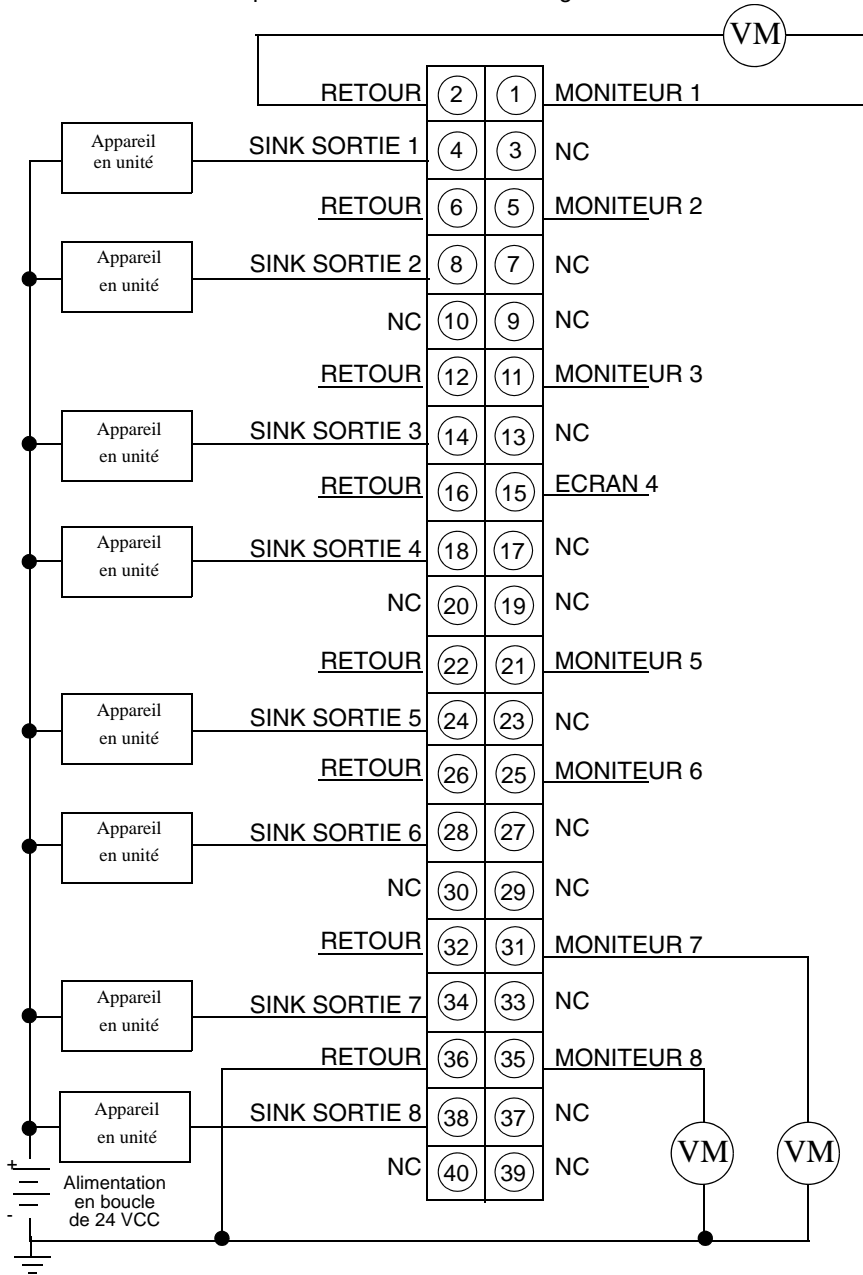 VM
RETOUR 2 1 MONITEUR 1
Appareil
en unité
SINK SORTIE 1 4 3 NC
RETOUR 6 5 MONITEUR 2
Appareil
en unité
SINK SORTIE 2 8 7 NC
NC 10 9 NC
RETOUR 12 11 MONITEUR 3
Appareil
en unité
SINK SORTIE 3 14 13 NC
RETOUR 16 15 ECRAN 4
Appareil
en unité
SINK SORTIE 4 18 17 NC
NC 20 19 NC
RETOUR 22 21 MONITEUR 5
Appareil
en unité
SINK SORTIE 5 24 23 NC
RETOUR 26 25 MONITEUR 6
Appareil
en unité
SINK SORTIE 6 28 27 NC
NC 30 29 NC
RETOUR 32 31 MONITEUR 7
Appareil
en unité
SINK SORTIE 7 34 33 NC
RETOUR 36 35 MONITEUR 8
Appareil
en unité
SINK SORTIE 8 38 37 NC
VM VM
NC 40 39 NC
+
Alimentation
en boucle
de 24 VCC
-